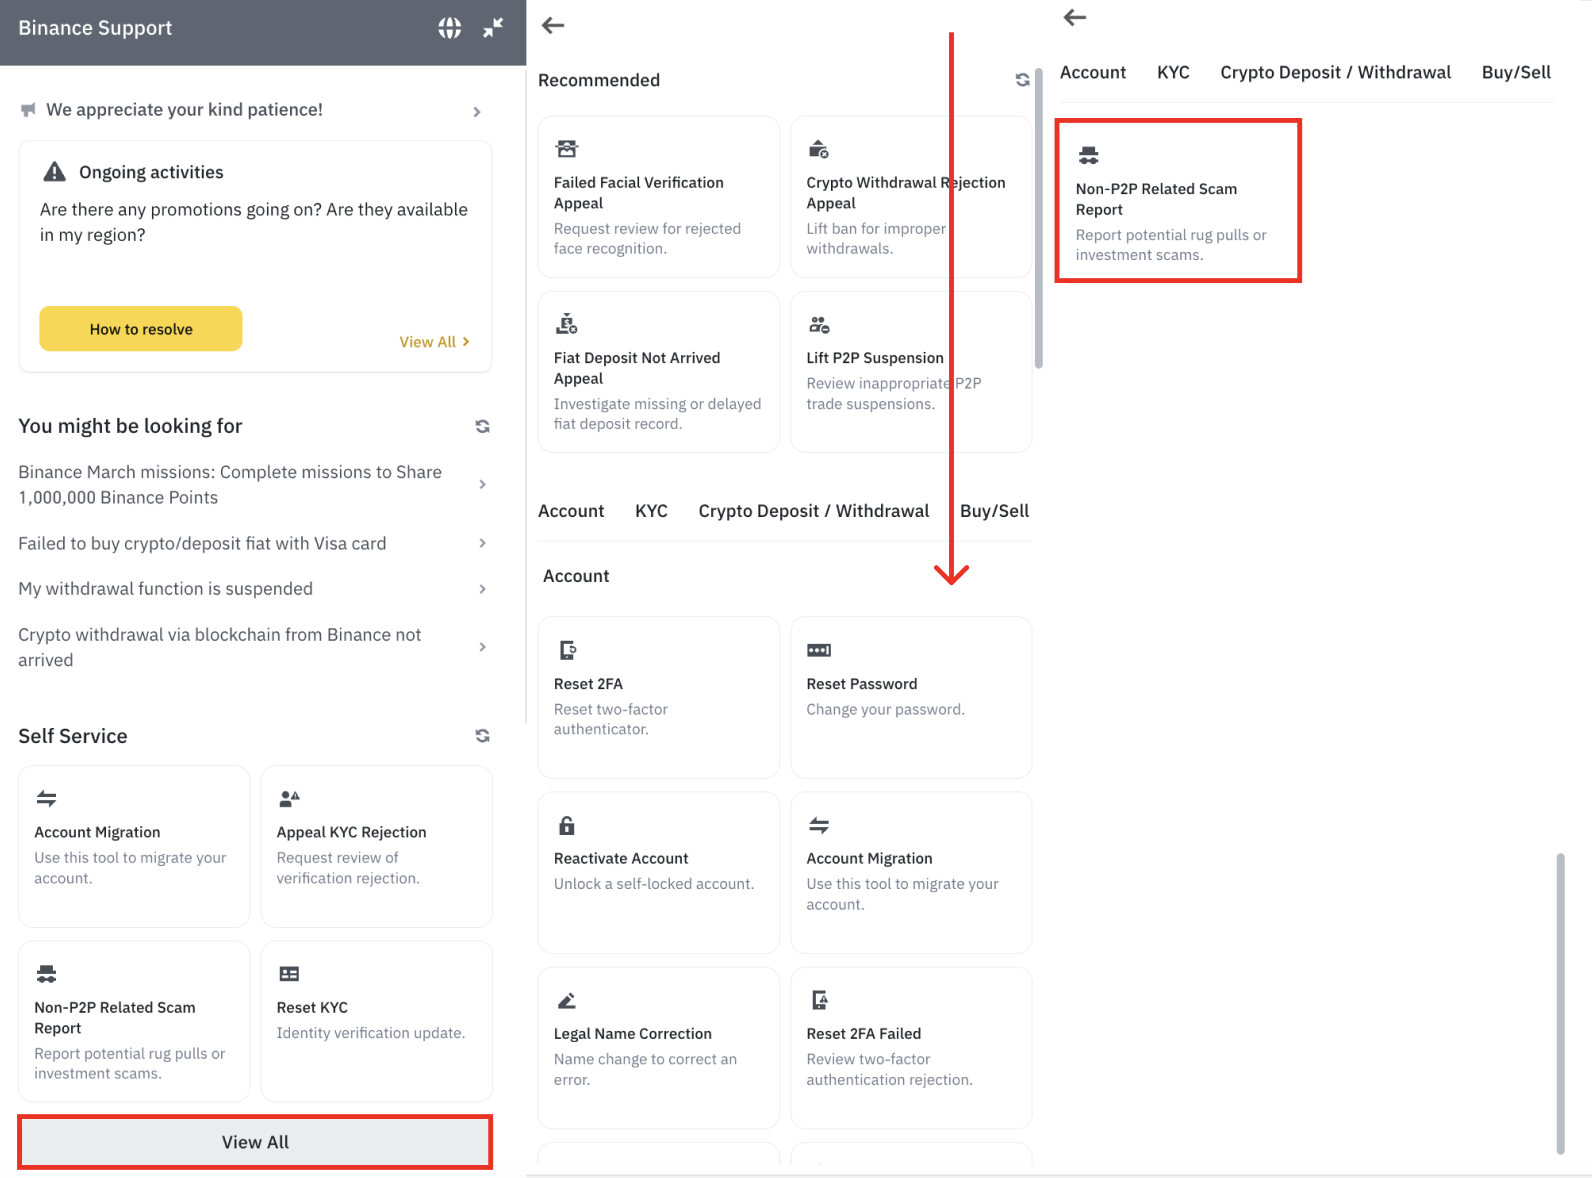 Binance Support
We appreciate your kind patience!
Ongoing activities
Are there any promotions going on? Are they available
in my region?
How to resolve
View All
You might be looking for
Binance March missions: Complete missions to Share
1,000,000 Binance Points
Failed to buy crypto/deposit fiat with Visa card
My withdrawal function is suspended
Crypto withdrawal via blockchain from Binance not
arrived
Self Service
Account Migration
Use this tool to migrate your
account.
Appeal KYC Rejection
Request review of
verification rejection.
Non-P2P Related Scam
Report
Report potential rug pulls or
investment scams.
Reset KYC
Identity verification update.
View All
Recommended
Failed Facial Verification
Appeal
Request review for rejected
face recognition.
Crypto Withdrawal Rejection
Appeal
Lift ban for improper
withdrawals.
Fiat Deposit Not Arrived
Appeal
Investigate missing or delayed
fiat deposit record.
Lift P2P Suspension
Review inappropriate P2P
trade suspensions.
Account KYC Crypto Deposit / Withdrawal Buy/Sell
Account
Reset 2FA
Reset two-factor
authenticator.
Reset Password
Change your password.
Reactivate Account
Unlock a self-locked account.
Account Migration
Use this tool to migrate your
account.
Legal Name Correction
Name change to correct an
error.
Reset 2FA Failed
Review two-factor
authentication rejection.
Account KYC Crypto Deposit / Withdrawal Buy/Sell
Non-P2P Related Scam
Report
Report potential rug pulls or
investment scams.